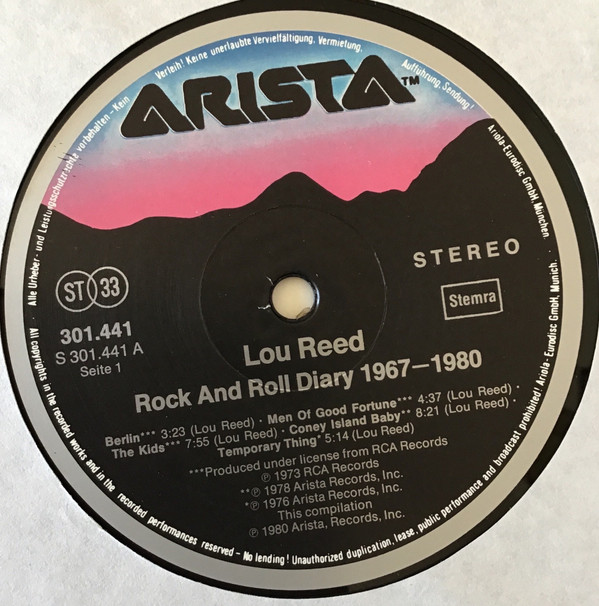 Alle Urheber- und Leistungsschutzrechte vorbehalten - Kein Verleih! Keine unerlaubte Vervielfältigung, Vermietung, Aufführung, Sendung!
ARISTA™
Ariola-Eurodisc GmbH, München.
STEREO
ST 33
Stemra
301.441
S 301.441 A
Seite 1
Lou Reed
Rock And Roll Diary 1967—1980
Berlin*** 3:23 (Lou Reed) · Men Of Good Fortune*** 4:37 (Lou Reed) ·
The Kids*** 7:55 (Lou Reed) · Coney Island Baby** 8:21 (Lou Reed) ·
Temporary Thing* 5:14 (Lou Reed)
***Produced under license from RCA Records
℗ 1973 RCA Records
**℗ 1978 Arista Records, Inc.
*℗ 1976 Arista Records, Inc.
This compilation
℗ 1980 Arista, Records, Inc.
All copyrights in the recorded works and in the recorded performances reserved - No lending! Unauthorized duplication, lease, public performance and broadcast prohibited! Ariola-Eurodisc GmbH, Munich.